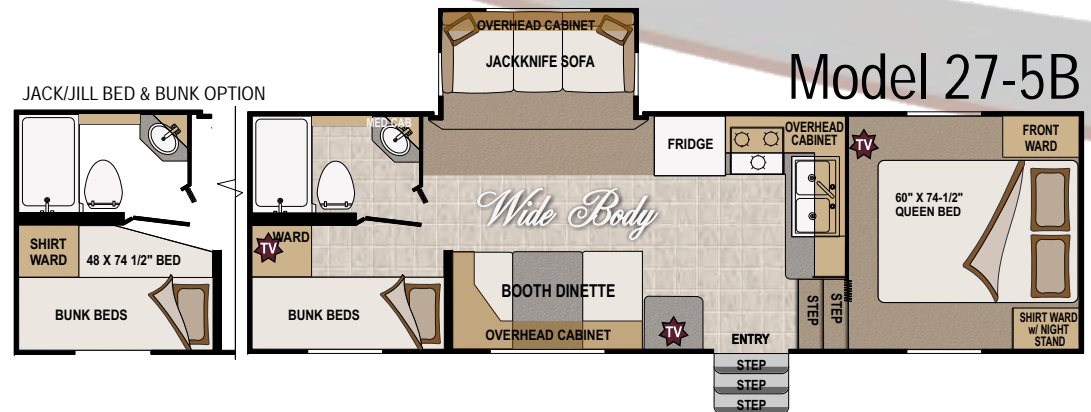 OVERHEAD CABINET
JACKKNIFE SOFA
Model 27-5B
JACK/JILL BED & BUNK OPTION
MED CAB
FRIDGE
OVERHEAD
CABINET
TV
FRONT
WARD
60" X 74-1/2"
QUEEN BED
Wide Body
SHIRT
WARD
48 X 74 1/2" BED
BUNK BEDS
WARD
TV
BUNK BEDS
BOOTH DINETTE
OVERHEAD CABINET
TV
ENTRY
STEP
STEP
SHIRT WARD
w/ NIGHT
STAND
STEP
STEP
STEP